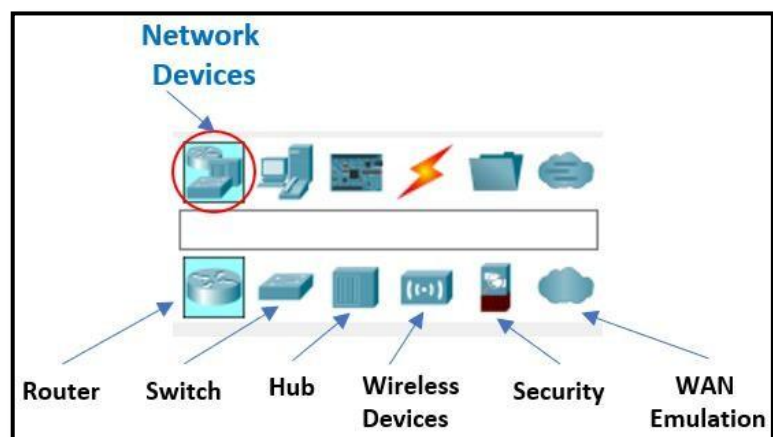 Network
Devices
Router
Switch
Hub
Wireless
Devices
Security
WAN
Emulation